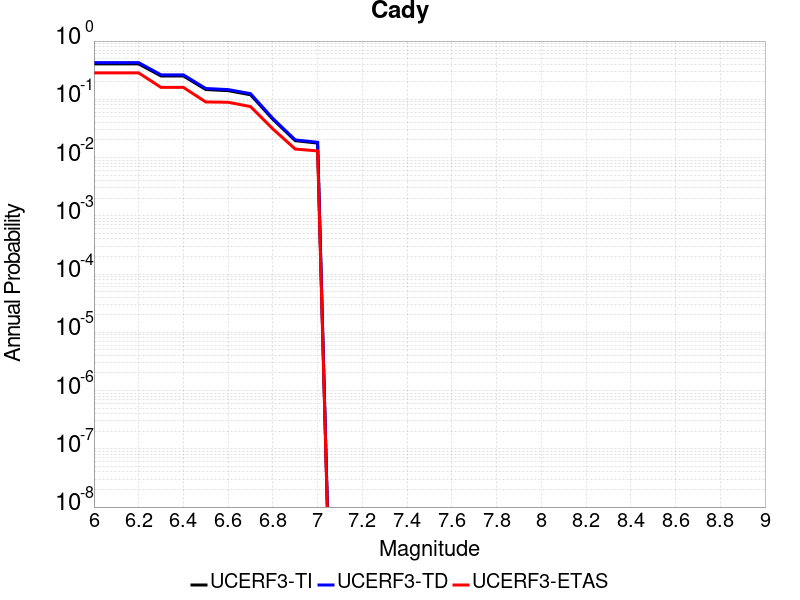 Cady
10^0
10^-1
10^-2
10^-3
10^-4
10^-5
10^-6
10^-7
10^-8
Annual Probability
6 6.2 6.4 6.6 6.8 7 7.2 7.4 7.6 7.8 8 8.2 8.4 8.6 8.8 9
Magnitude
UCERF3-TI UCERF3-TD UCERF3-ETAS